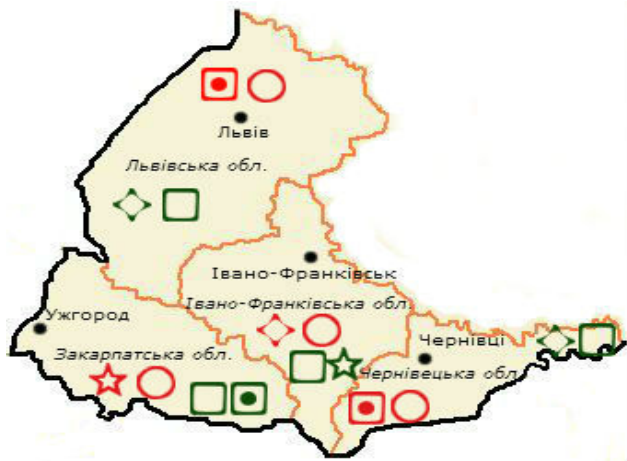 Львів
Львівська обл.
Івано-Франківськ
Івано-Франківська обл.
Ужгород
Закарпатська обл.
Чернівці
Чернівецька обл.